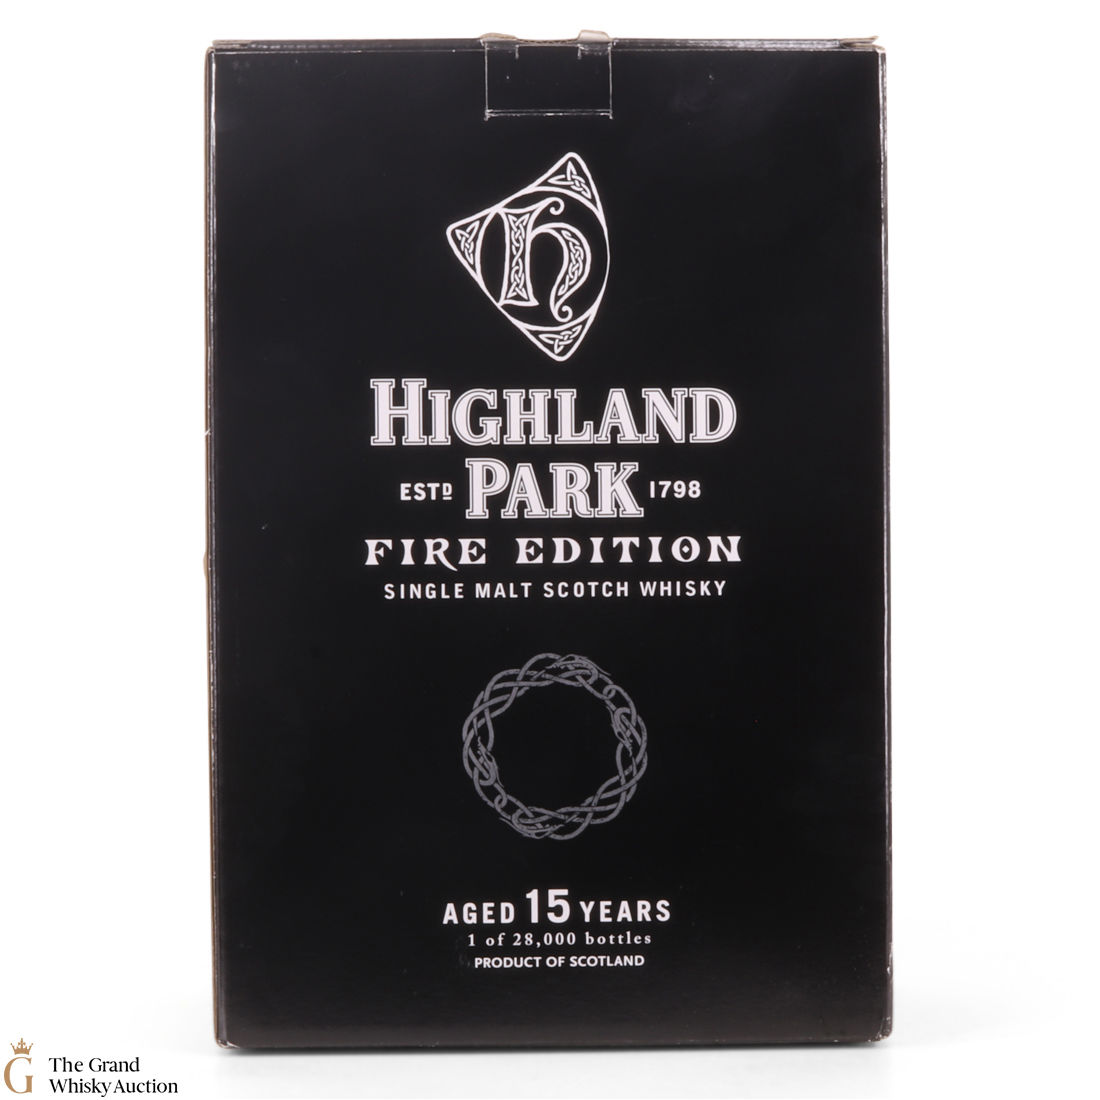 h
HIGHLAND
ESTD PARK 1798
FIRE EDITION
SINGLE MALT SCOTCH WHISKY
AGED 15 YEARS
1 of 28,000 bottles
PRODUCT OF SCOTLAND
G The Grand
Whisky Auction